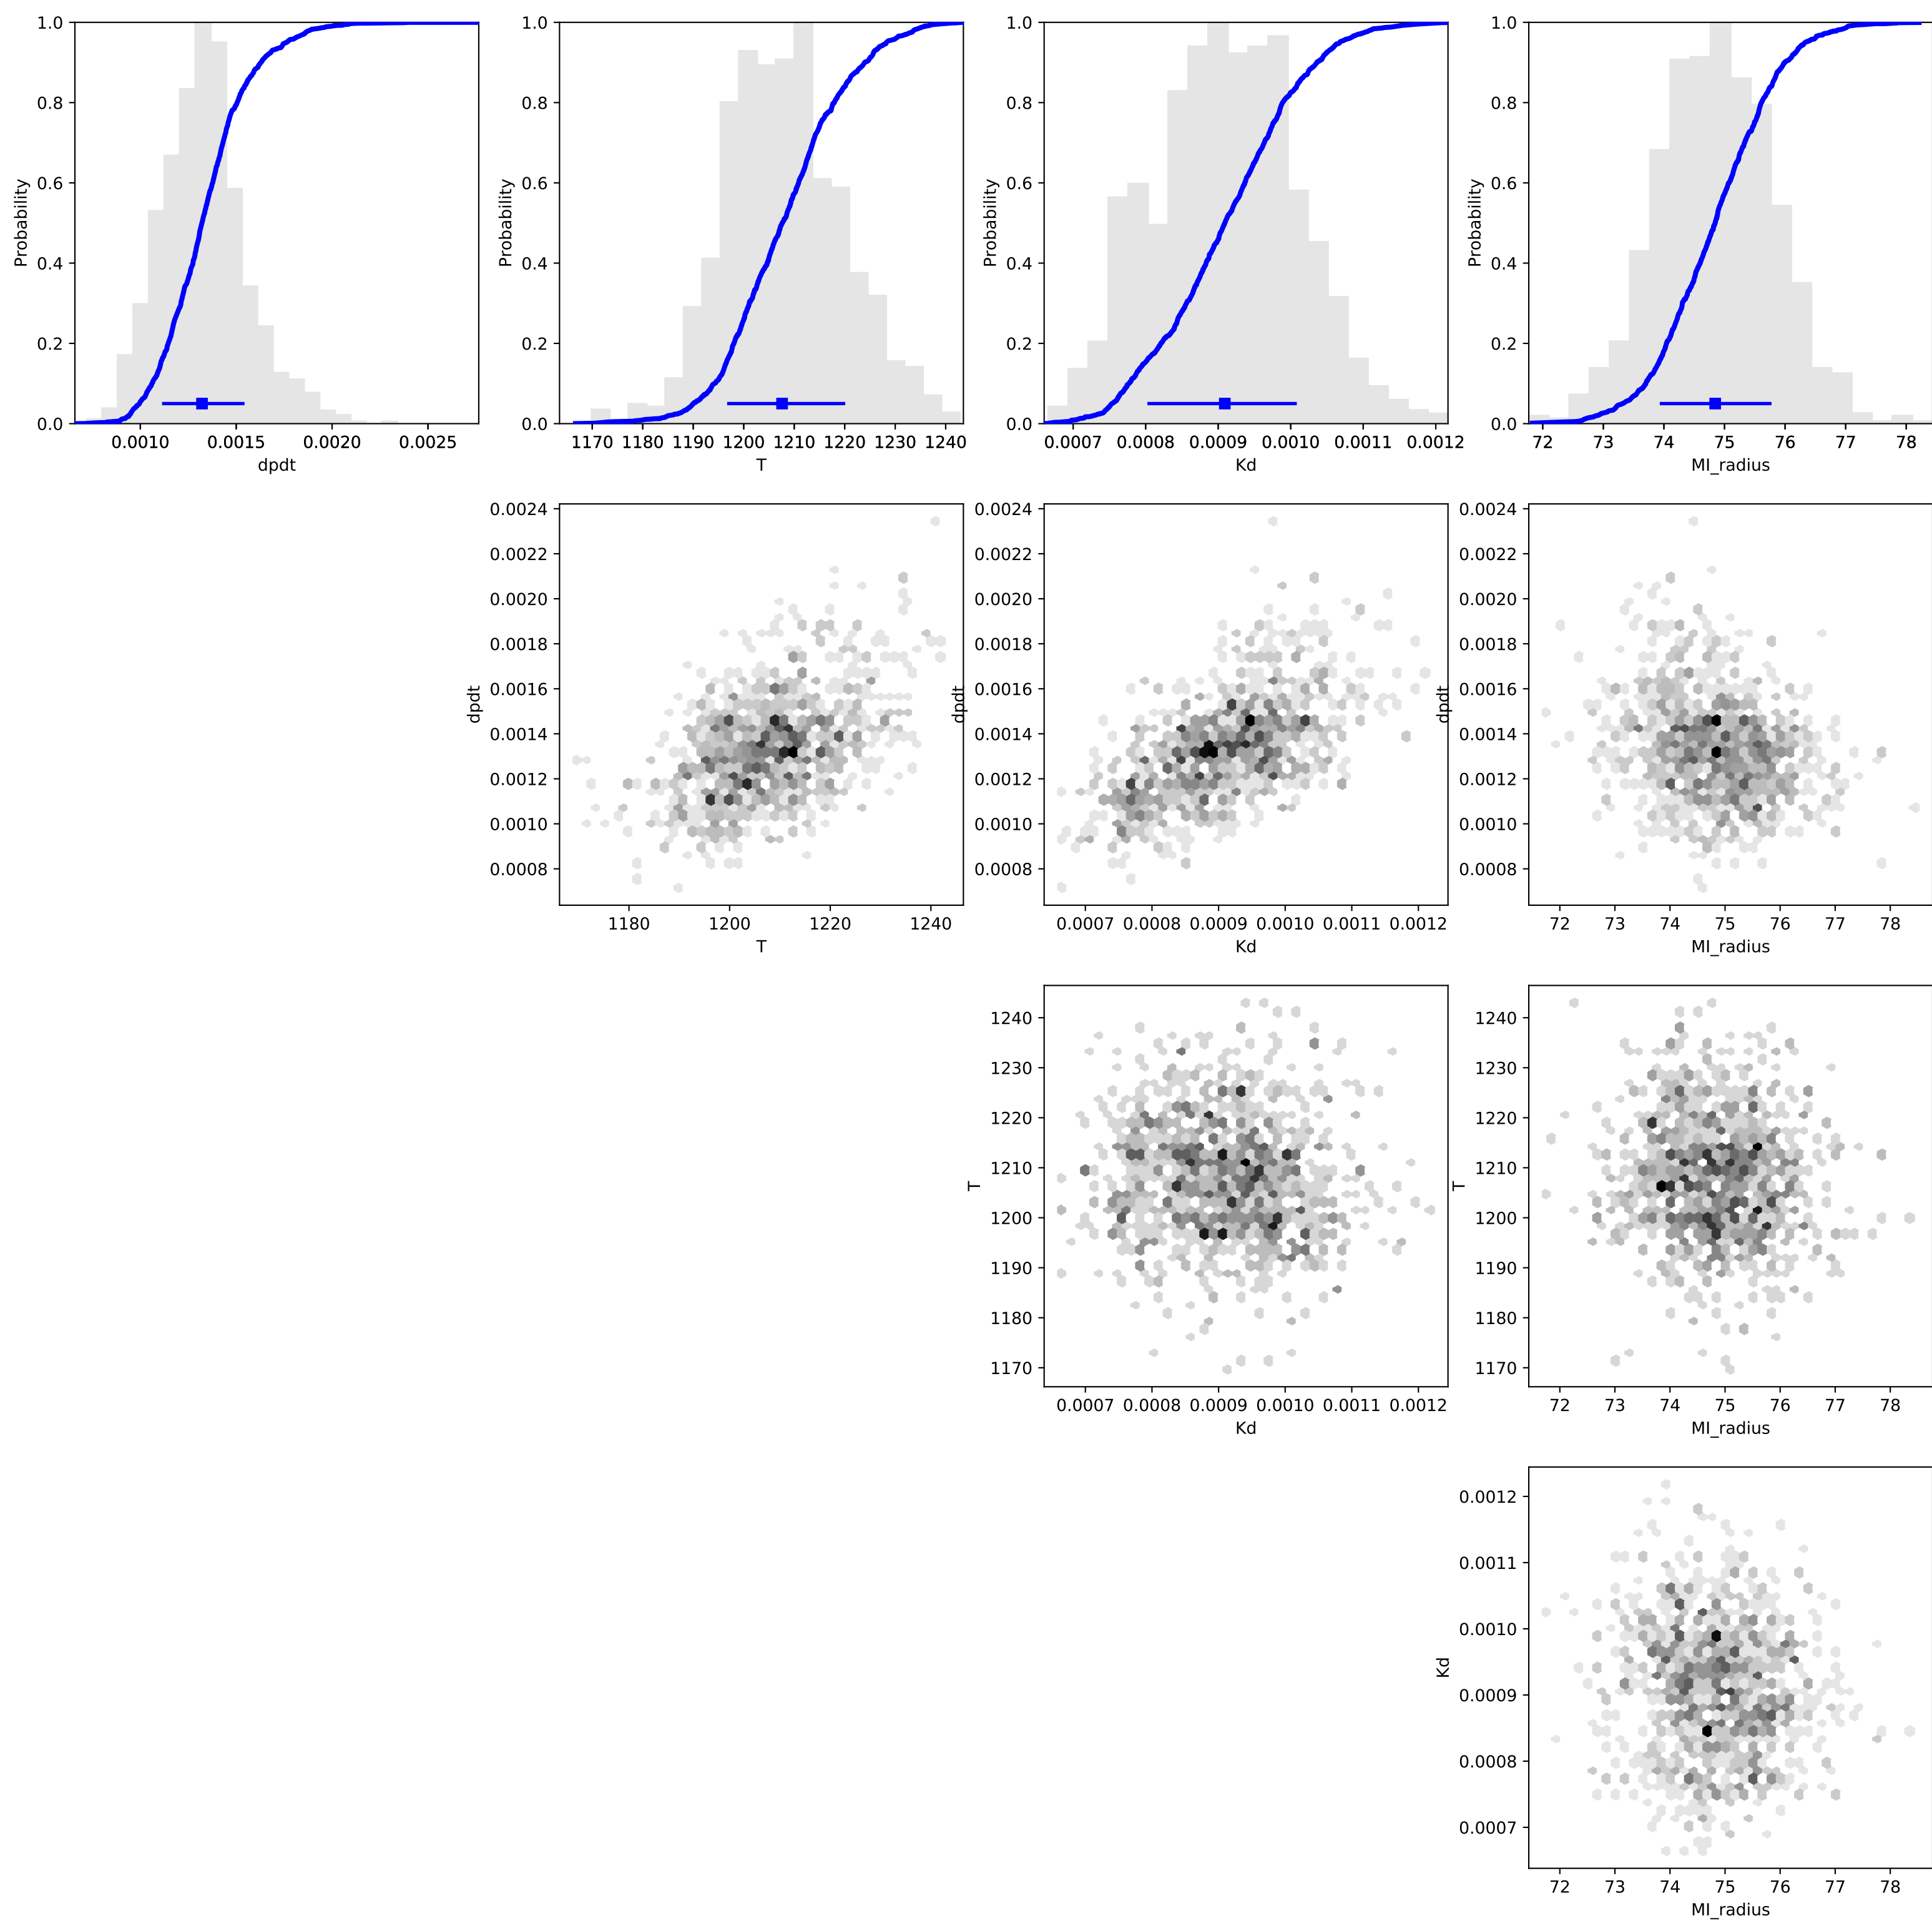 1.0 0.8 0.6 0.4 0.2 0.0
Probability
0.0010 0.0015 0.0020 0.0025
dpdt
1.0 0.8 0.6 0.4 0.2 0.0
Probability
1170 1180 1190 1200 1210 1220 1230 1240
T
1.0 0.8 0.6 0.4 0.2 0.0
Probability
0.0007 0.0008 0.0009 0.0010 0.0011 0.0012
Kd
1.0 0.8 0.6 0.4 0.2 0.0
Probability
72 73 74 75 76 77 78
MI_radius
0.0024 0.0022 0.0020 0.0018 0.0016 0.0014 0.0012 0.0010 0.0008
dpdt
1180 1200 1220 1240
T
0.0024 0.0022 0.0020 0.0018 0.0016 0.0014 0.0012 0.0010 0.0008
dpdt
0.0007 0.0008 0.0009 0.0010 0.0011 0.0012
Kd
0.0024 0.0022 0.0020 0.0018 0.0016 0.0014 0.0012 0.0010 0.0008
dpdt
72 73 74 75 76 77 78
MI_radius
1240 1230 1220 1210 1200 1190 1180 1170
T
0.0007 0.0008 0.0009 0.0010 0.0011 0.0012
Kd
1240 1230 1220 1210 1200 1190 1180 1170
T
72 73 74 75 76 77 78
MI_radius
0.0012 0.0011 0.0010 0.0009 0.0008 0.0007
Kd
72 73 74 75 76 77 78
MI_radius